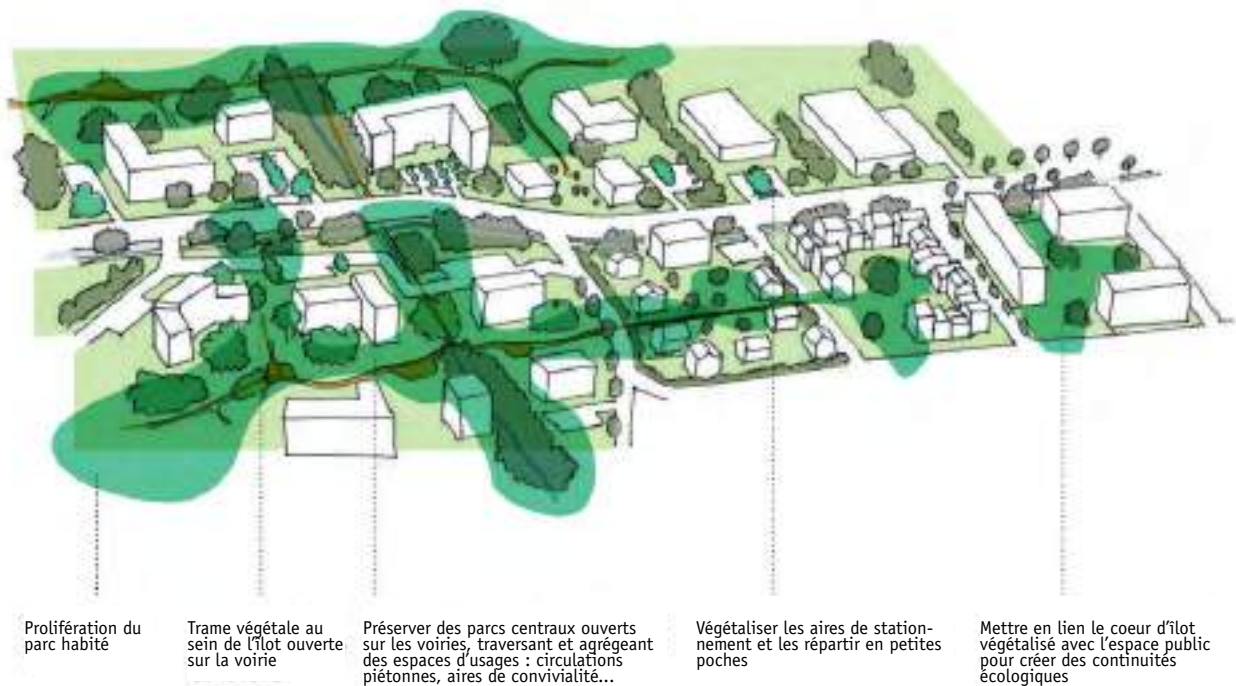 Prolifération du
parc habité
Trame végétale au
sein de l'îlot ouverte
sur la voirie
Préserver des parcs centraux ouverts
sur les voiries, traversant et agrégeant
des espaces d'usages : circulations
piétonnes, aires de convivialité...
Végétaliser les aires de station-
nement et les répartir en petites
poches
Mettre en lien le coeur d'îlot
végétalisé avec l'espace public
pour créer des continuités
écologiques